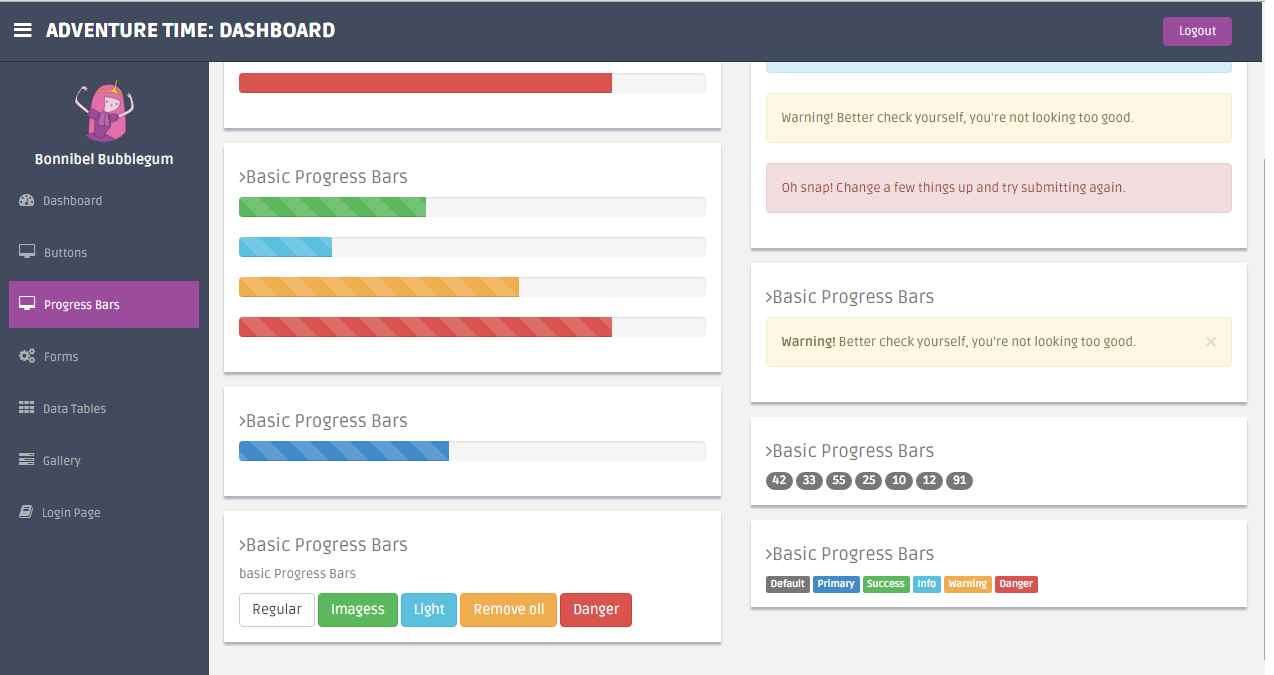 ADVENTURE TIME: DASHBOARD
Logout
Bonnibel Bubblegum
Dashboard
Buttons
Progress Bars
Forms
Data Tables
Gallery
Login Page
>Basic Progress Bars
>Basic Progress Bars
>Basic Progress Bars
basic Progress Bars
Regular Imagess Light Remove oll Danger
Warning! Better check yourself, you're not looking too good.
Oh snap! Change a few things up and try submitting again.
>Basic Progress Bars
Warning! Better check yourself, you're not looking too good. ×
>Basic Progress Bars
42 33 55 25 10 12 91
>Basic Progress Bars
Default Primary Success Info Warning Danger